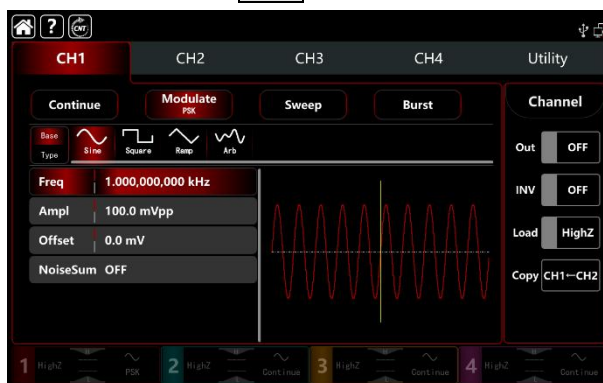 ? CNT
CH1 CH2 CH3 CH4 Utility
Continue Modulate Sweep Burst Channel
PSK
Base
Type Sine Square Ramp Arb
Out OFF
Freq 1.000,000,000 kHz
INV OFF
Ampl 100.0 mVpp
Offset 0.0 mV
Load HighZ
NoiseSum OFF
Copy CH1←CH2
1 HighZ PSK 2 HighZ Continue 3 HighZ Continue 4 HighZ Continue